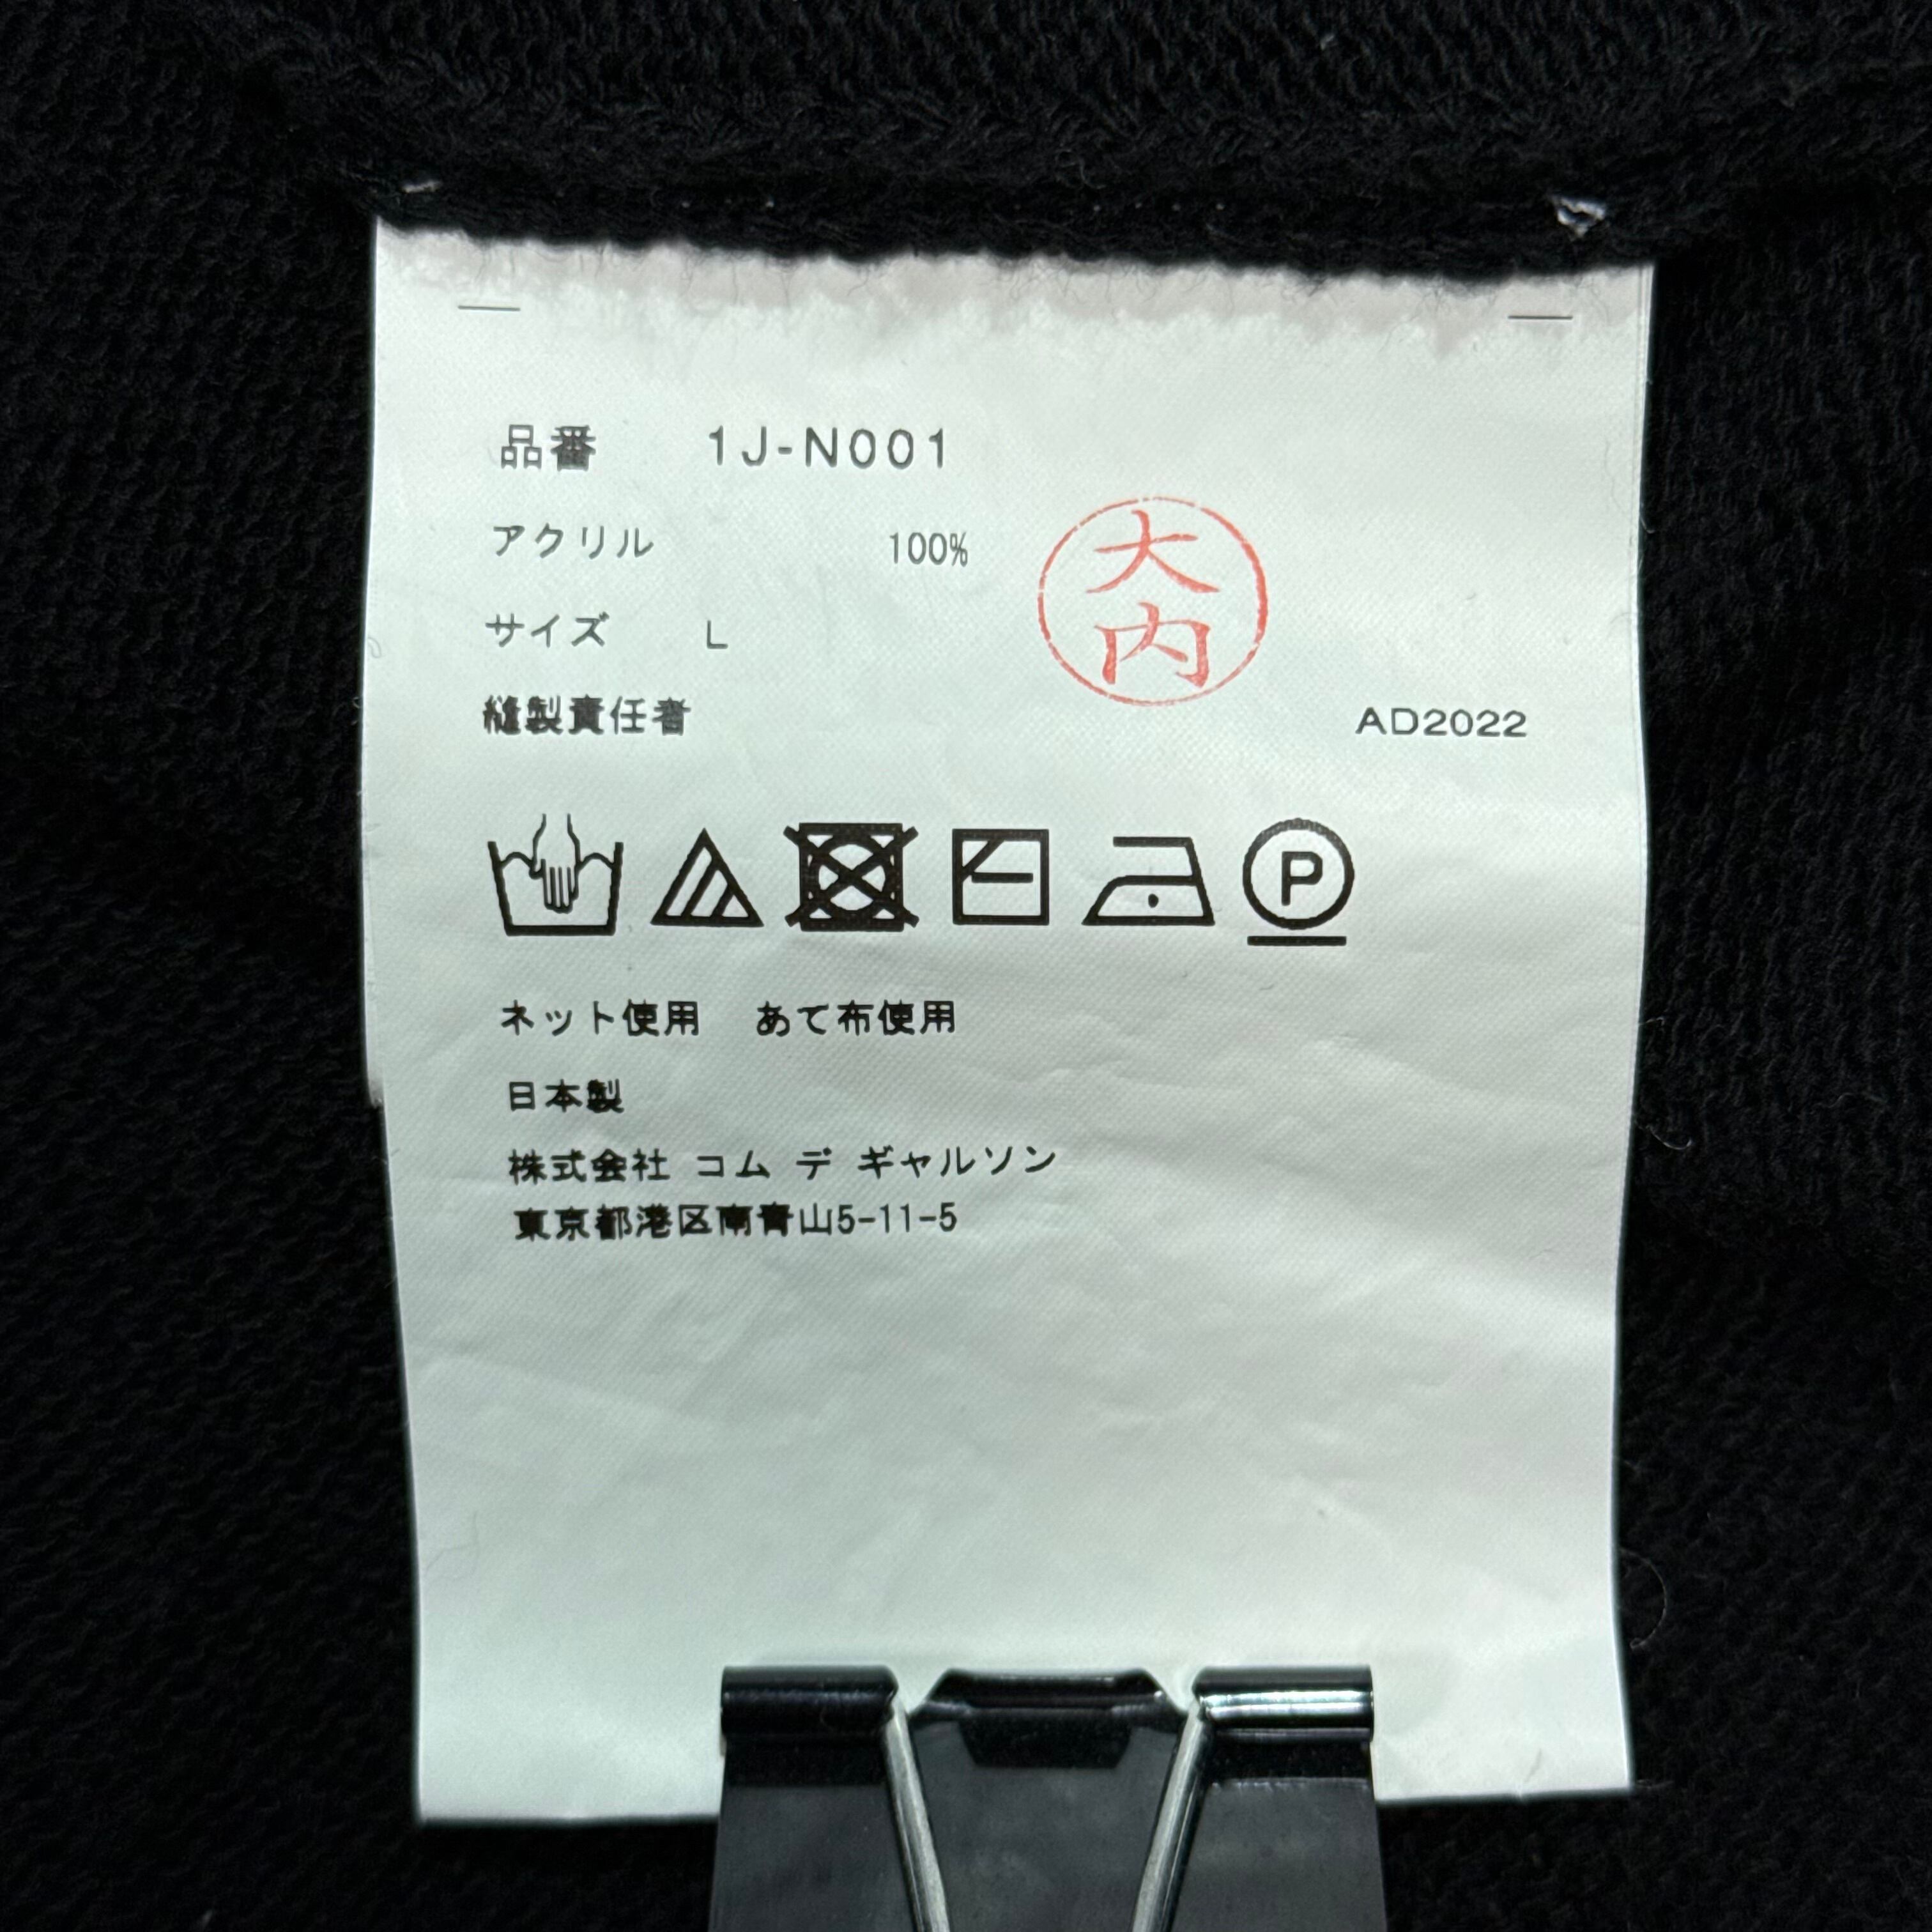 品番 1J-N001
アクリル 100%
サイズ L
大内
縫製責任者 AD2022
P
ネット使用 あて布使用
日本製
株式会社 コム デ ギャルソン
東京都港区南青山5-11-5